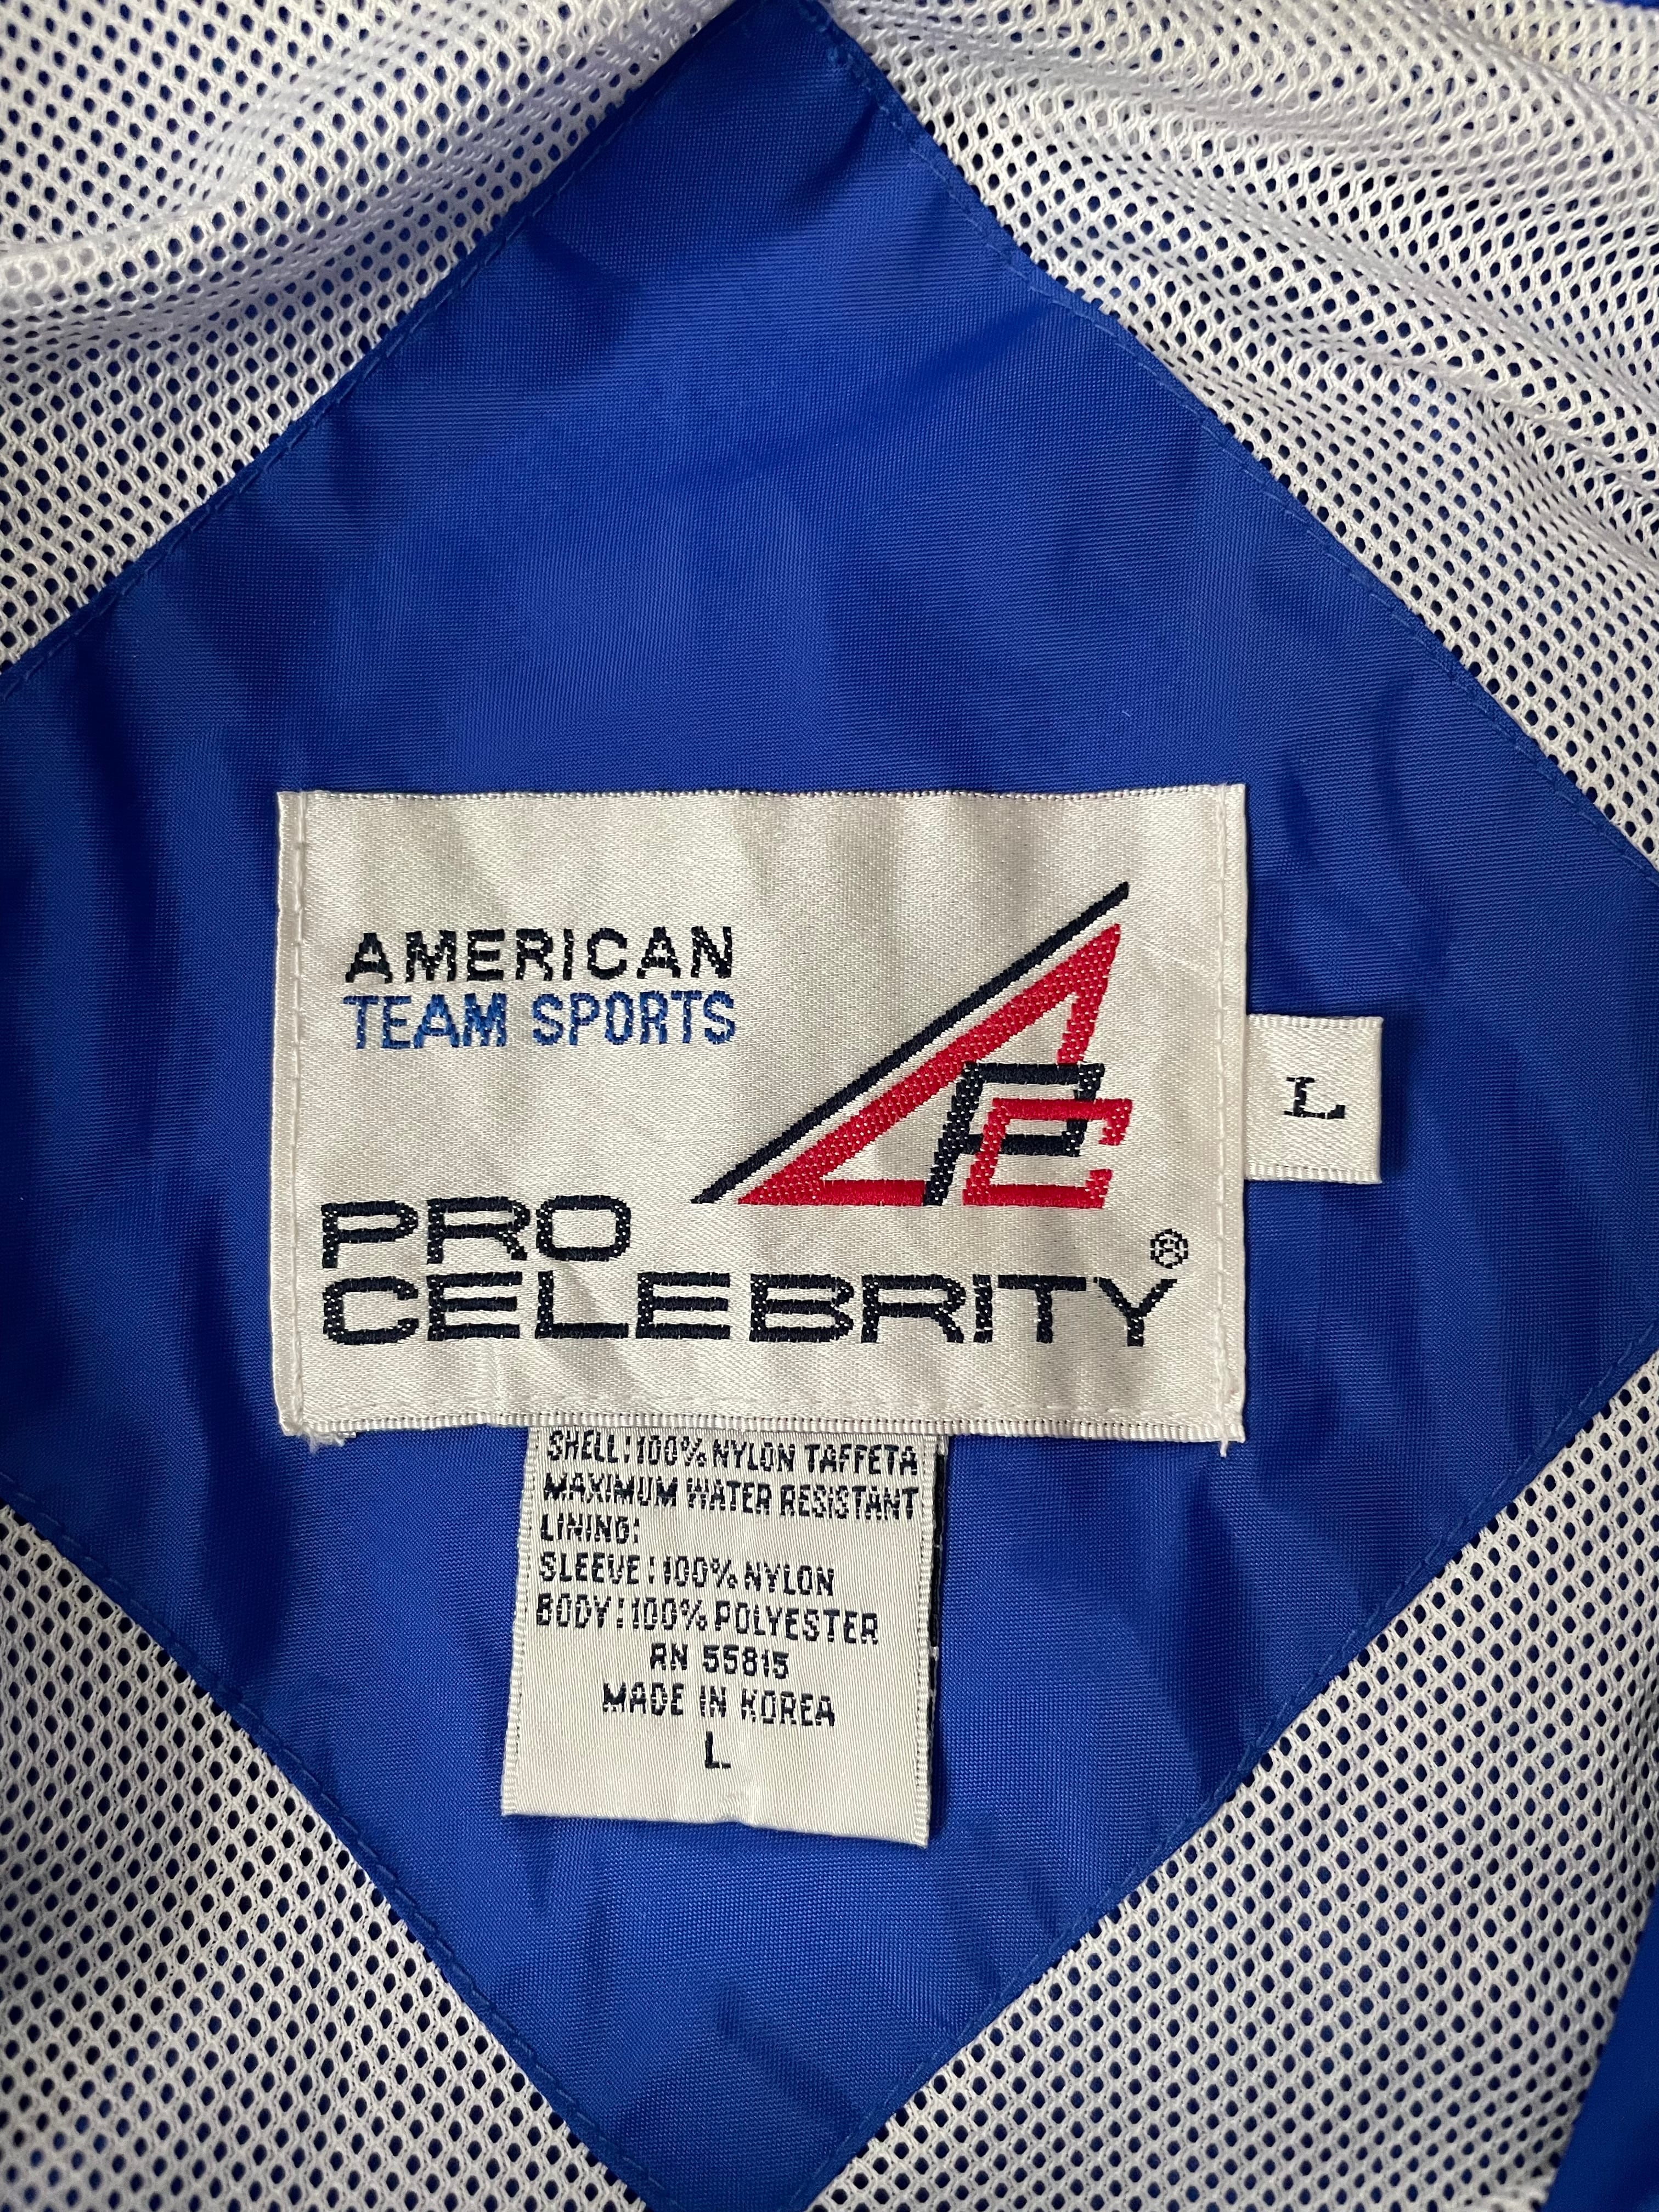 AMERICAN
TEAM SPORTS
APC
PRO
CELEBRITY®
L
SHELL:100% NYLON TAFFETA
MAXIMUM WATER RESISTANT
LINING:
SLEEVE:100% NYLON
BODY:100% POLYESTER
RN 55815
MADE IN KOREA
L